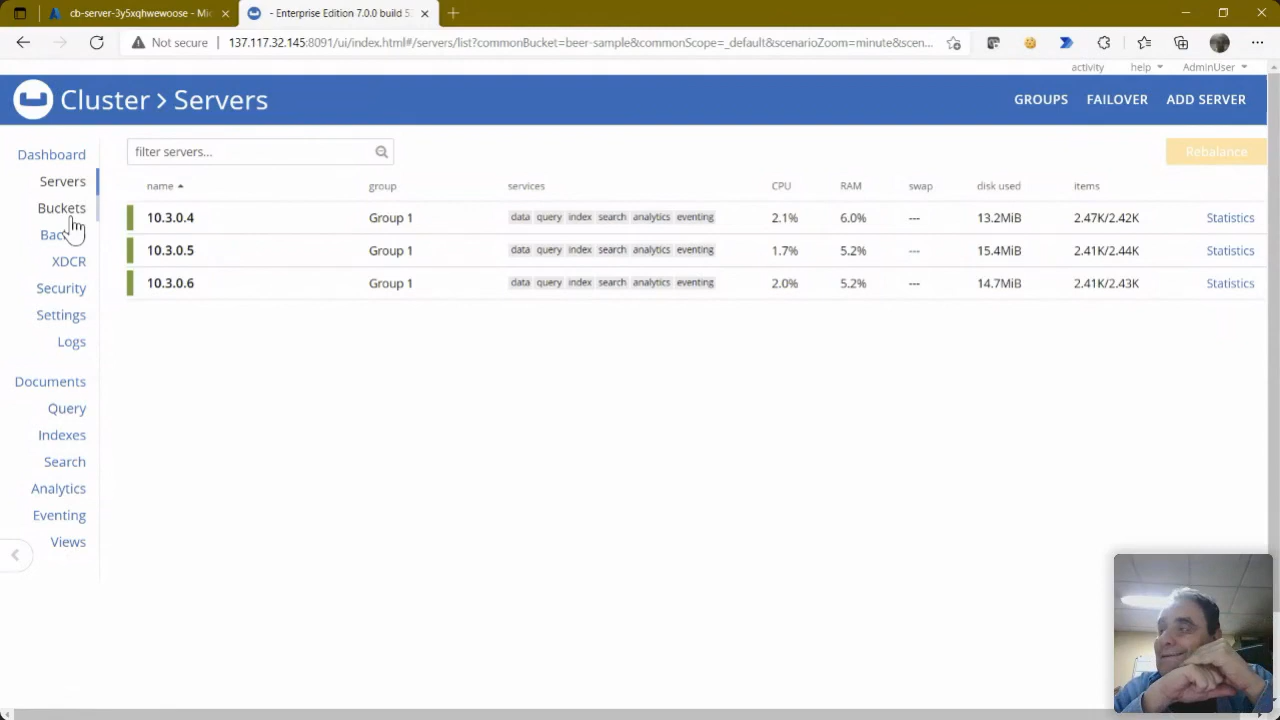 cb-server-3y5xqhwewoose - Mic
- Enterprise Edition 7.0.0 build 5
Not secure
137.117.32.145:8091/ui/index.html#/servers/list?commonBucket=beer-sample&commonScope=_default&scenarioZoom=minute&scen...
activity
help
AdminUser
Cluster > Servers
GROUPS
FAILOVER
ADD SERVER
Dashboard
Servers
Buckets
XDCR
Security
Settings
Logs
Documents
Query
Indexes
Search
Analytics
Eventing
Views
filter servers...
Rebalance
name group services CPU RAM swap disk used items
10.3.0.4 Group 1 data query index search analytics eventing 2.1% 6.0% --- 13.2MiB 2.47K/2.42K Statistics
10.3.0.5 Group 1 data query index search analytics eventing 1.7% 5.2% --- 15.4MiB 2.41K/2.44K Statistics
10.3.0.6 Group 1 data query index search analytics eventing 2.0% 5.2% --- 14.7MiB 2.41K/2.43K Statistics